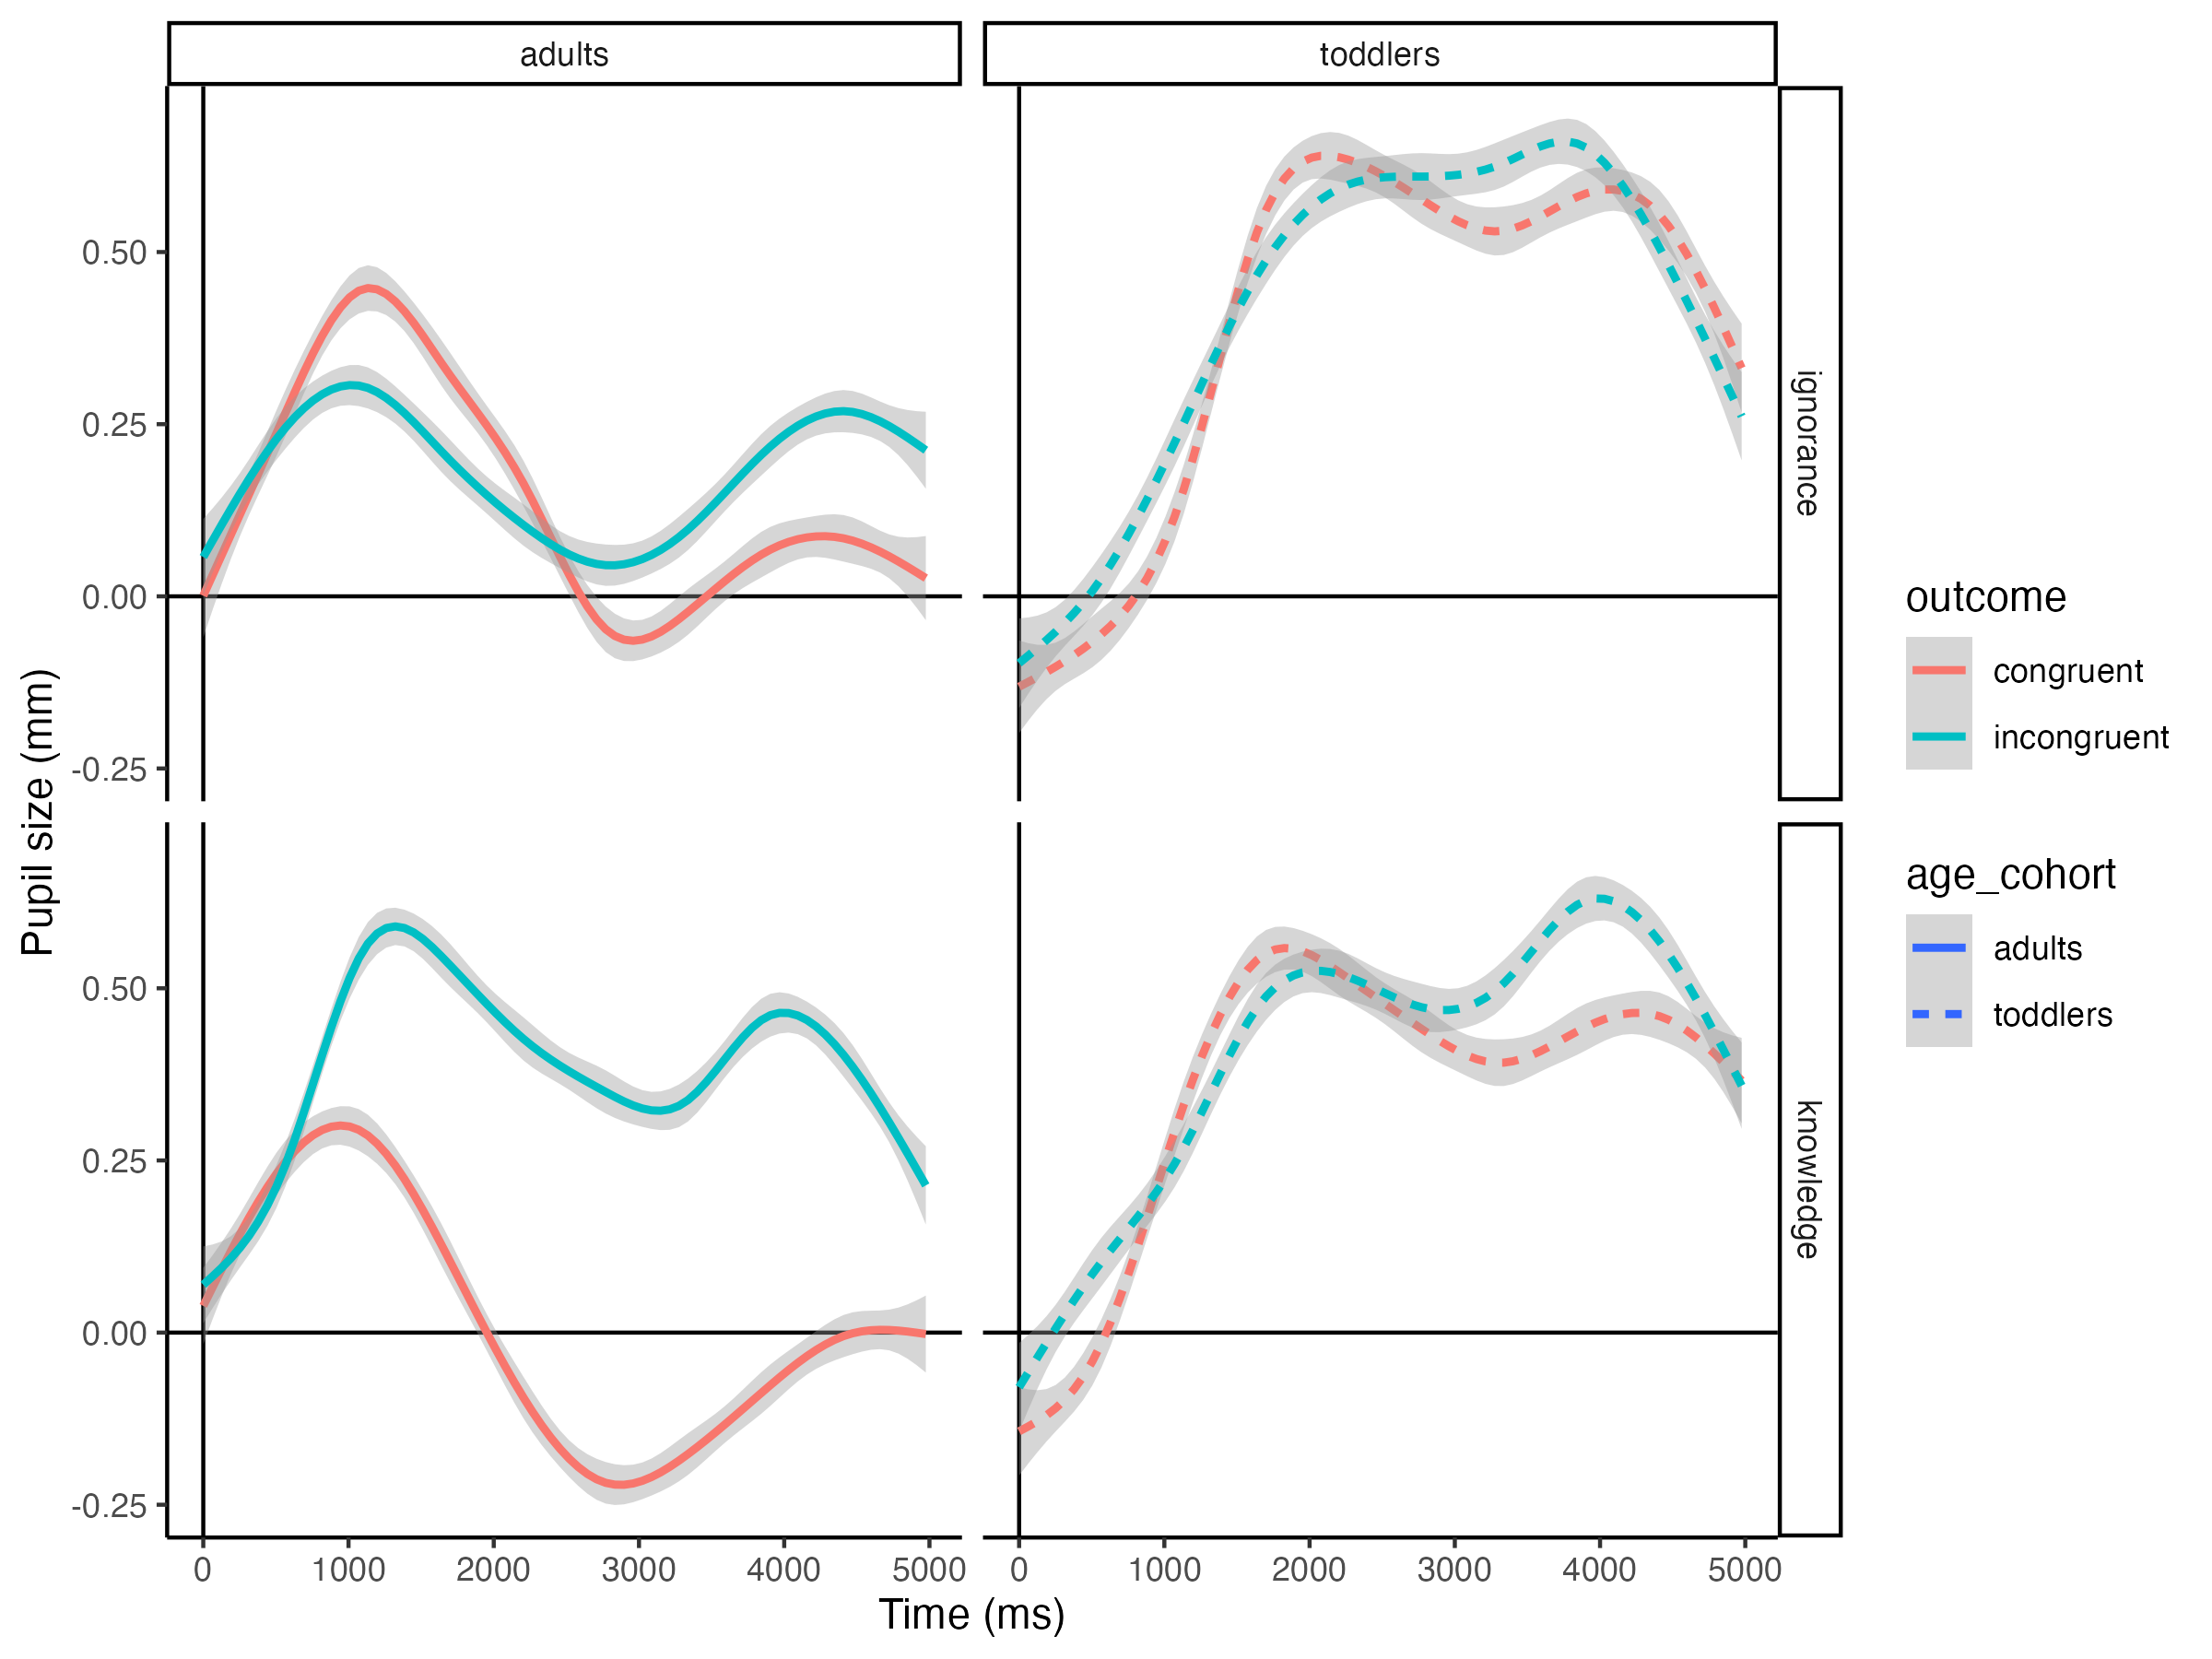 adults
toddlers
0.50
0.25
0.00
-0.25
ignorance
Pupil size (mm)
0.50
0.25
0.00
-0.25
knowledge
0 1000 2000 3000 4000 5000
0 1000 2000 3000 4000 5000
Time (ms)
outcome
congruent
incongruent
age_cohort
adults
toddlers